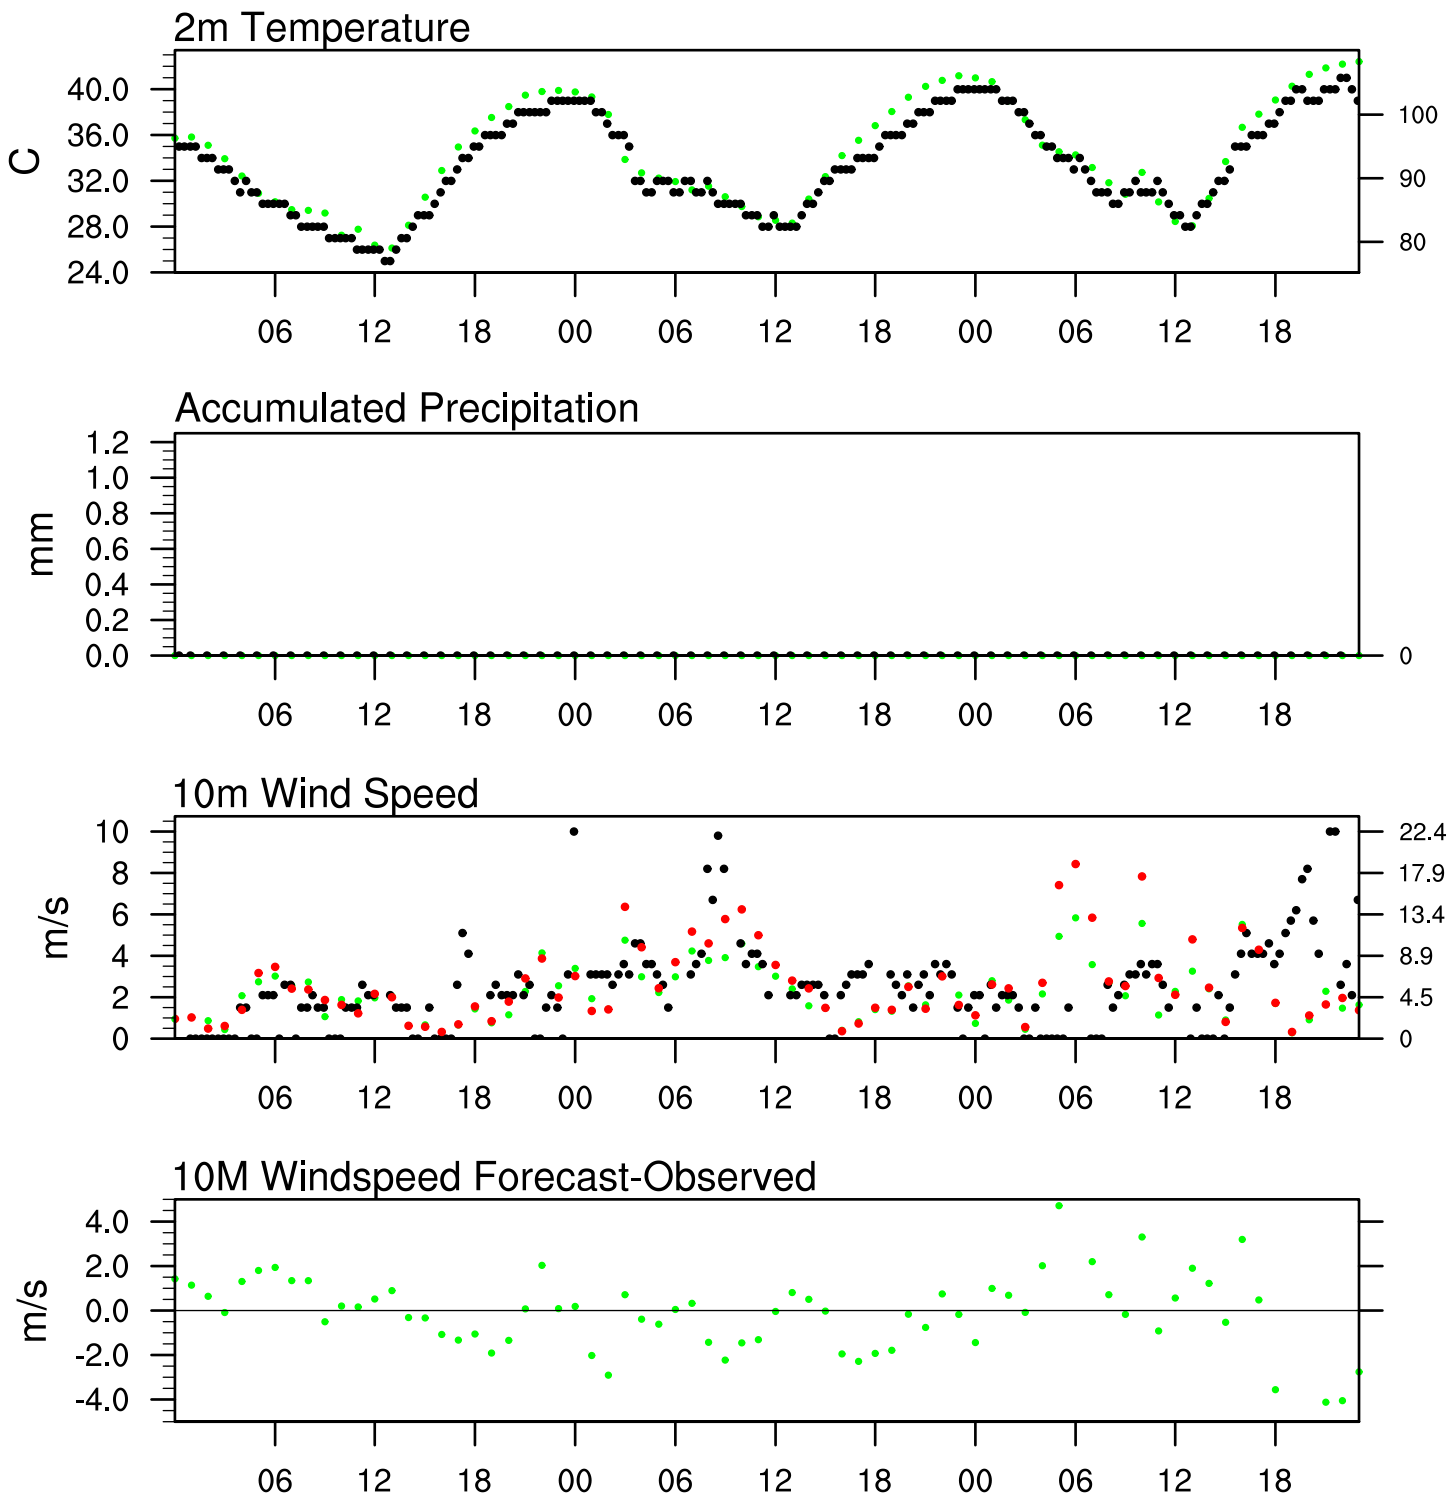 2m Temperature
C
40.0
36.0
32.0
28.0
24.0
100
90
80
06 12 18 00 06 12 18 00 06 12 18
Accumulated Precipitation
mm
1.2
1.0
0.8
0.6
0.4
0.2
0.0
0
06 12 18 00 06 12 18 00 06 12 18
10m Wind Speed
m/s
10
8
6
4
2
0
22.4
17.9
13.4
8.9
4.5
0
06 12 18 00 06 12 18 00 06 12 18
10M Windspeed Forecast-Observed
m/s
4.0
2.0
0.0
-2.0
-4.0
06 12 18 00 06 12 18 00 06 12 18